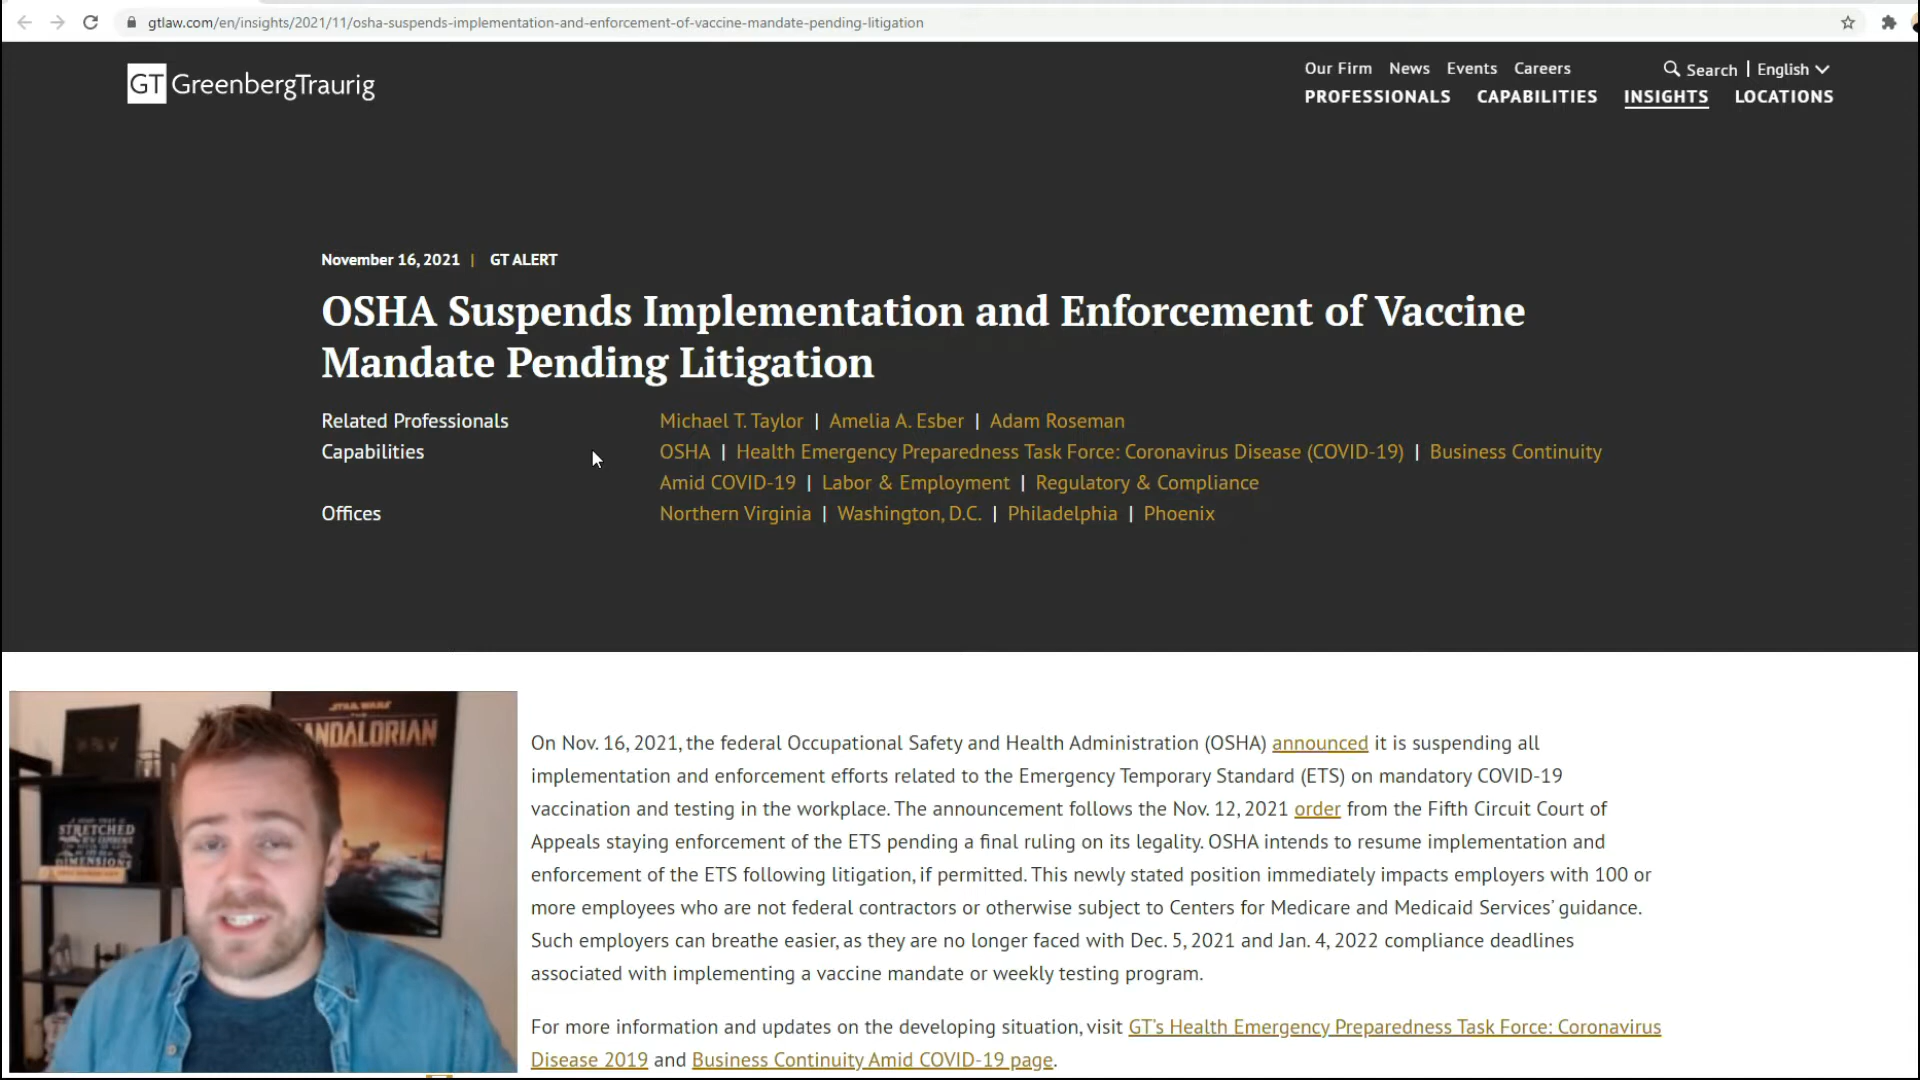 gtlaw.com/en/insights/2021/11/osha-suspends-implementation-and-enforcement-of-vaccine-mandate-pending-litigation
GT GreenbergTraurig
Our Firm News Events Careers Search | English
PROFESSIONALS CAPABILITIES INSIGHTS LOCATIONS
November 16, 2021 | GT ALERT
OSHA Suspends Implementation and Enforcement of Vaccine
Mandate Pending Litigation
Related Professionals Michael T. Taylor | Amelia A. Esber | Adam Roseman
Capabilities OSHA | Health Emergency Preparedness Task Force: Coronavirus Disease (COVID-19) | Business Continuity
Amid COVID-19 | Labor & Employment | Regulatory & Compliance
Offices Northern Virginia | Washington, D.C. | Philadelphia | Phoenix
STAR WARS
MANDALORIAN
STRETCHED
DIMENSIONS
On Nov. 16, 2021, the federal Occupational Safety and Health Administration (OSHA) announced it is suspending all
implementation and enforcement efforts related to the Emergency Temporary Standard (ETS) on mandatory COVID-19
vaccination and testing in the workplace. The announcement follows the Nov. 12, 2021 order from the Fifth Circuit Court of
Appeals staying enforcement of the ETS pending a final ruling on its legality. OSHA intends to resume implementation and
enforcement of the ETS following litigation, if permitted. This newly stated position immediately impacts employers with 100 or
more employees who are not federal contractors or otherwise subject to Centers for Medicare and Medicaid Services' guidance.
Such employers can breathe easier, as they are no longer faced with Dec. 5, 2021 and Jan. 4, 2022 compliance deadlines
associated with implementing a vaccine mandate or weekly testing program.
For more information and updates on the developing situation, visit GT's Health Emergency Preparedness Task Force: Coronavirus
Disease 2019 and Business Continuity Amid COVID-19 page.